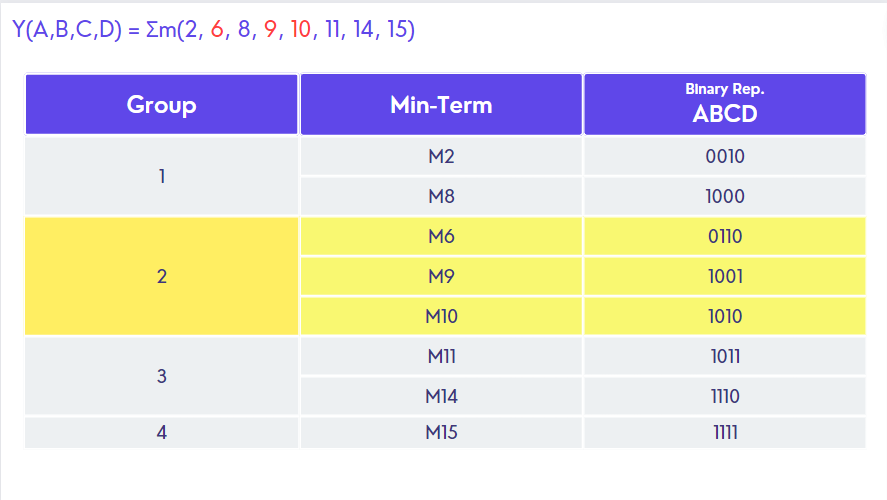 Y(A,B,C,D) = Σm(2, 6, 8, 9, 10, 11, 14, 15)
Group Min-Term Binary Rep. ABCD
1 M2 0010
M8 1000
2 M6 0110
M9 1001
M10 1010
3 M11 1011
M14 1110
4 M15 1111